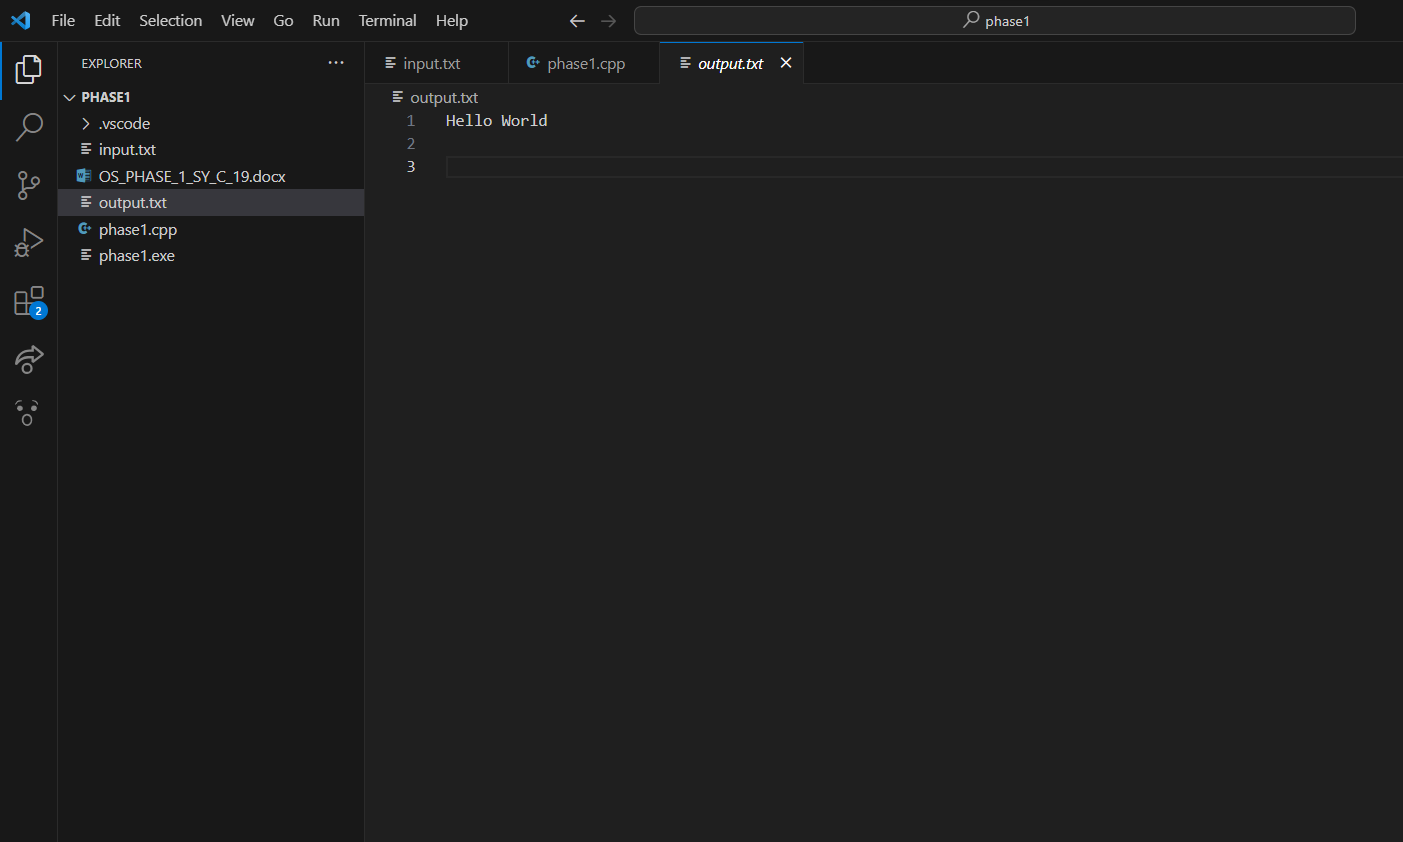 File Edit Selection View Go Run Terminal Help
phase1
EXPLORER
PHASE1
.vscode
input.txt
OS_PHASE_1_SY_C_19.docx
output.txt
phase1.cpp
phase1.exe
2
input.txt phase1.cpp output.txt
output.txt
1 Hello World
2
3